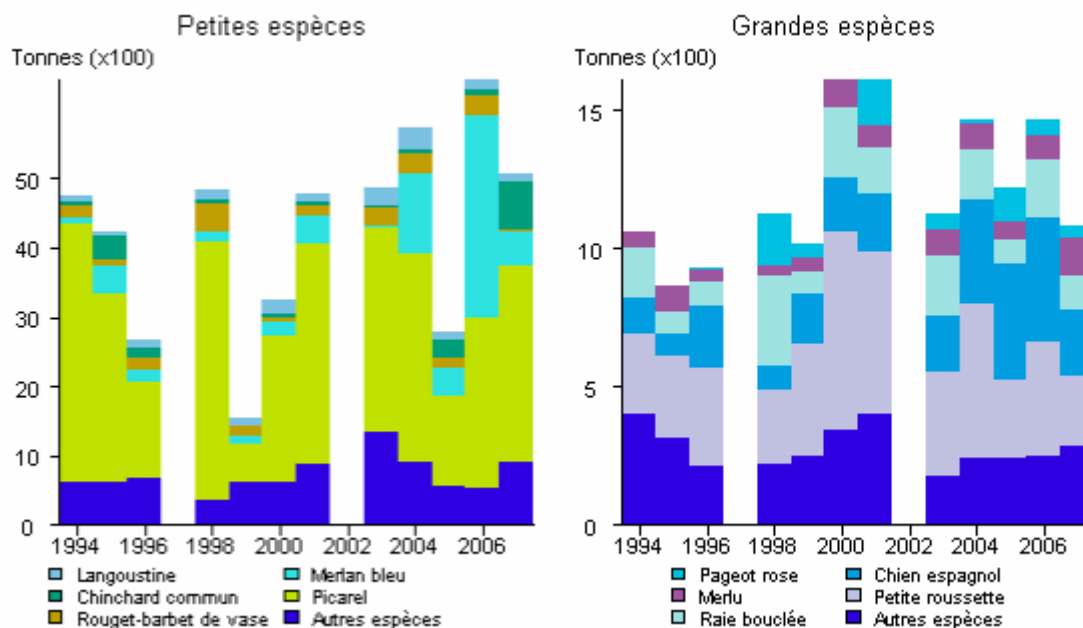 Petites espèces
Tonnes (x100)
50
40
30
20
10
0
1994 1996 1998 2000 2002 2004 2006
Langoustine Merlan bleu
Chinchard commun Picarel
Rouget-barbet de vase Autres espèces
Grandes espèces
Tonnes (x100)
15
10
5
0
1994 1996 1998 2000 2002 2004 2006
Pageot rose Chien espagnol
Merlu Petite roussette
Raie bouclée Autres espèces